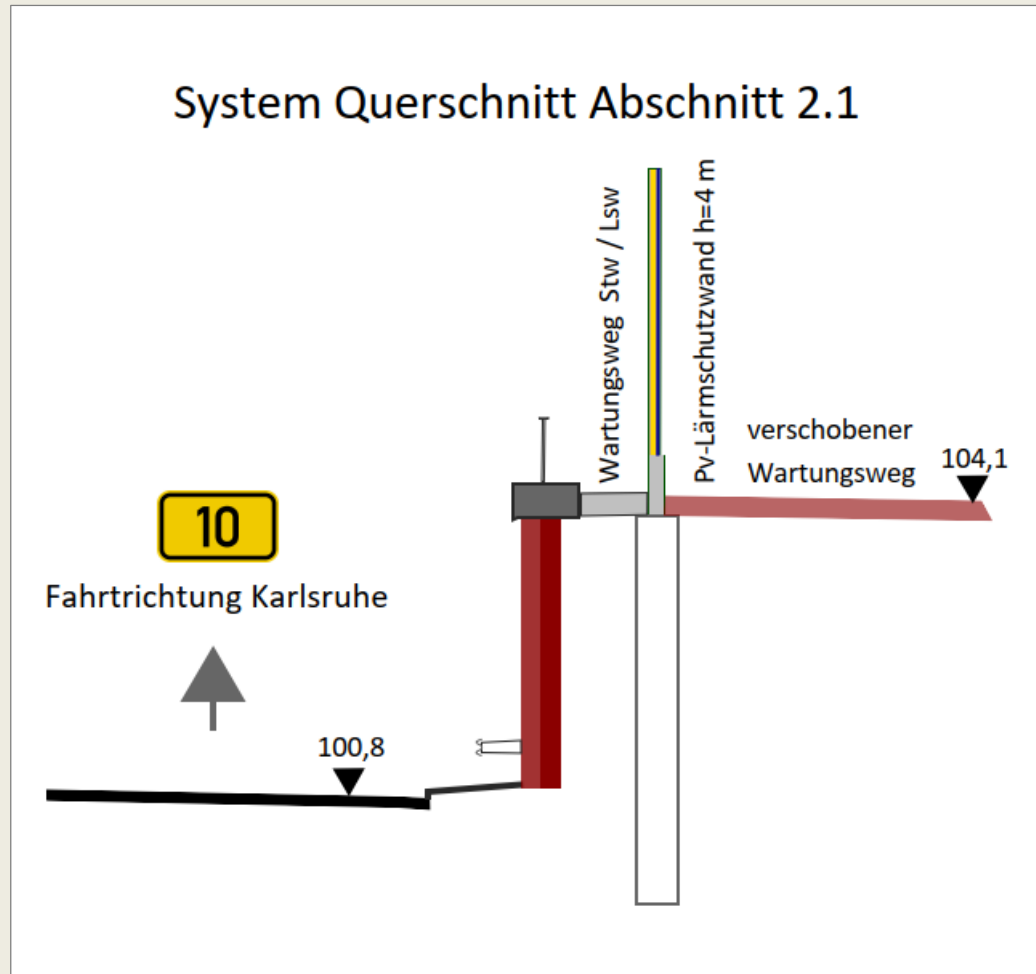 System Querschnitt Abschnitt 2.1
Wartungsweg Stw / Lsw
Pv-Lärmschutzwand h=4 m
verschobener
Wartungsweg
104,1
10
Fahrtrichtung Karlsruhe
100,8